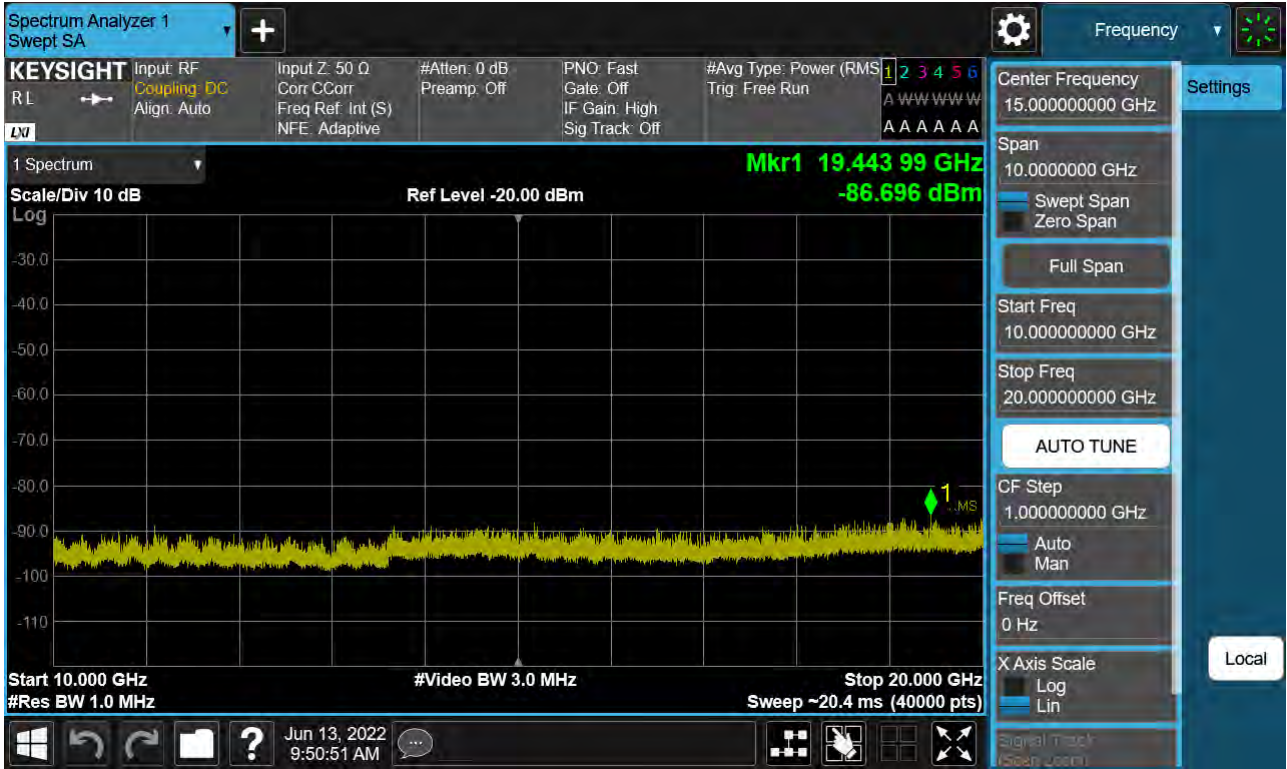 Spectrum Analyzer 1
Swept SA
Frequency
KEYSIGHT
R L
LXI
Input: RF
Coupling: DC
Align: Auto
Input Z: 50 Ω
Corr CCorr
Freq Ref: Int (S)
NFE: Adaptive
#Atten: 0 dB
Preamp: Off
PNO: Fast
Gate: Off
IF Gain: High
Sig Track: Off
#Avg Type: Power (RMS
Trig: Free Run
1 2 3 4 5 6
A W W W W W
A A A A A A
1 Spectrum
Mkr1 19.443 99 GHz
Scale/Div 10 dB
Ref Level -20.00 dBm
-86.696 dBm
Log
-30.0
-40.0
-50.0
-60.0
-70.0
-80.0
-90.0
-100
-110
1
Start 10.000 GHz
#Video BW 3.0 MHz
Stop 20.000 GHz
#Res BW 1.0 MHz
Sweep ~20.4 ms (40000 pts)
?
Jun 13, 2022
9:50:51 AM
Center Frequency
15.000000000 GHz
Settings
Span
10.0000000 GHz
Swept Span
Zero Span
Full Span
Start Freq
10.000000000 GHz
Stop Freq
20.000000000 GHz
AUTO TUNE
CF Step
1.000000000 GHz
Auto
Man
Freq Offset
0 Hz
X Axis Scale
Log
Lin
Local
Signal Track
(Span Zoom)